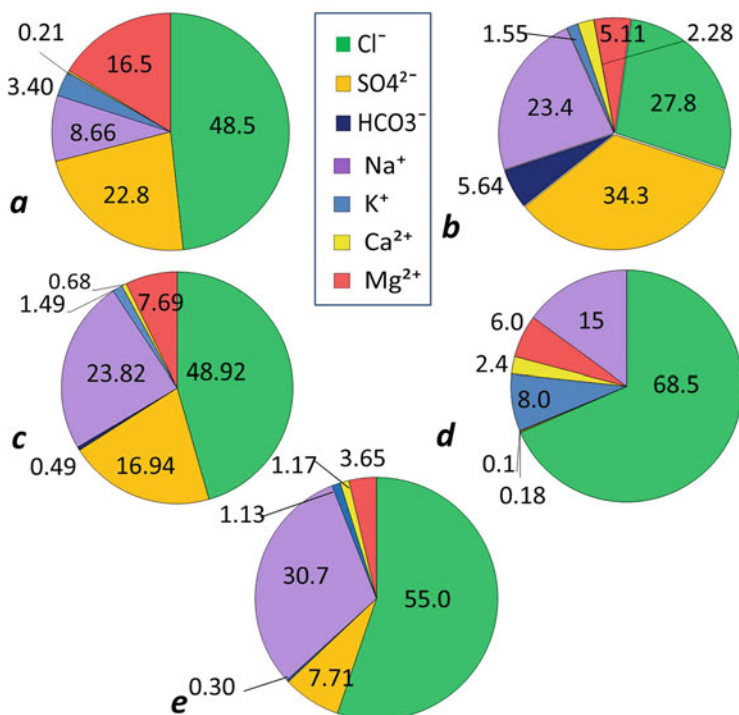 0.21
3.40
16.5
8.66
48.5
22.8
a
Cl⁻
SO4²⁻
HCO3⁻
Na⁺
K⁺
Ca²⁺
Mg²⁺
1.55
5.11
2.28
23.4
27.8
5.64
34.3
b
0.68
1.49
7.69
23.82
48.92
c
0.49
16.94
6.0
15
2.4
68.5
8.0
d
0.1
0.18
1.17
3.65
1.13
30.7
55.0
0.30
7.71
e